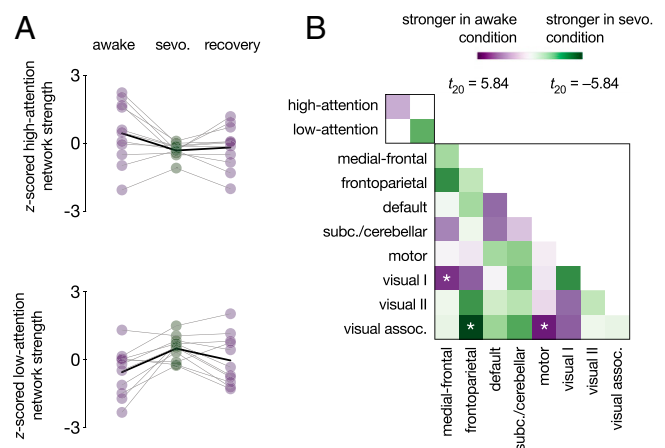 A
awake sevo. recovery
z-scored high-attention
network strength
3
0
-3
z-scored low-attention
network strength
3
0
-3
B
stronger in awake
condition
stronger in sevo.
condition
t20 = 5.84
t20 = –5.84
high-attention
low-attention
medial-frontal
frontoparietal
default
subc./cerebellar
motor
visual I
visual II
visual assoc.
*
*
*
medial-frontal
frontoparietal
default
subc./cerebellar
motor
visual I
visual II
visual assoc.